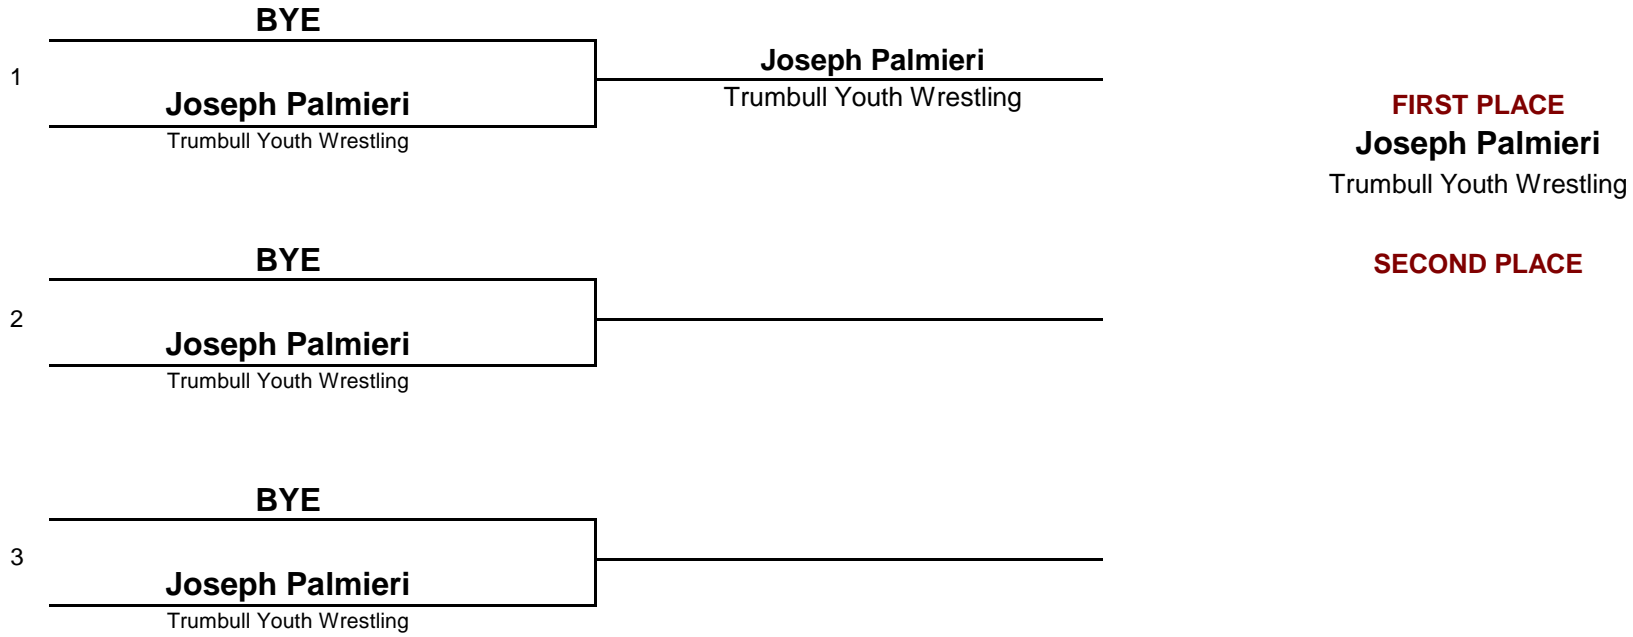 BYE
1
Joseph Palmieri
Trumbull Youth Wrestling
Joseph Palmieri
Trumbull Youth Wrestling
FIRST PLACE
Joseph Palmieri
Trumbull Youth Wrestling
SECOND PLACE
BYE
2
Joseph Palmieri
Trumbull Youth Wrestling
BYE
3
Joseph Palmieri
Trumbull Youth Wrestling